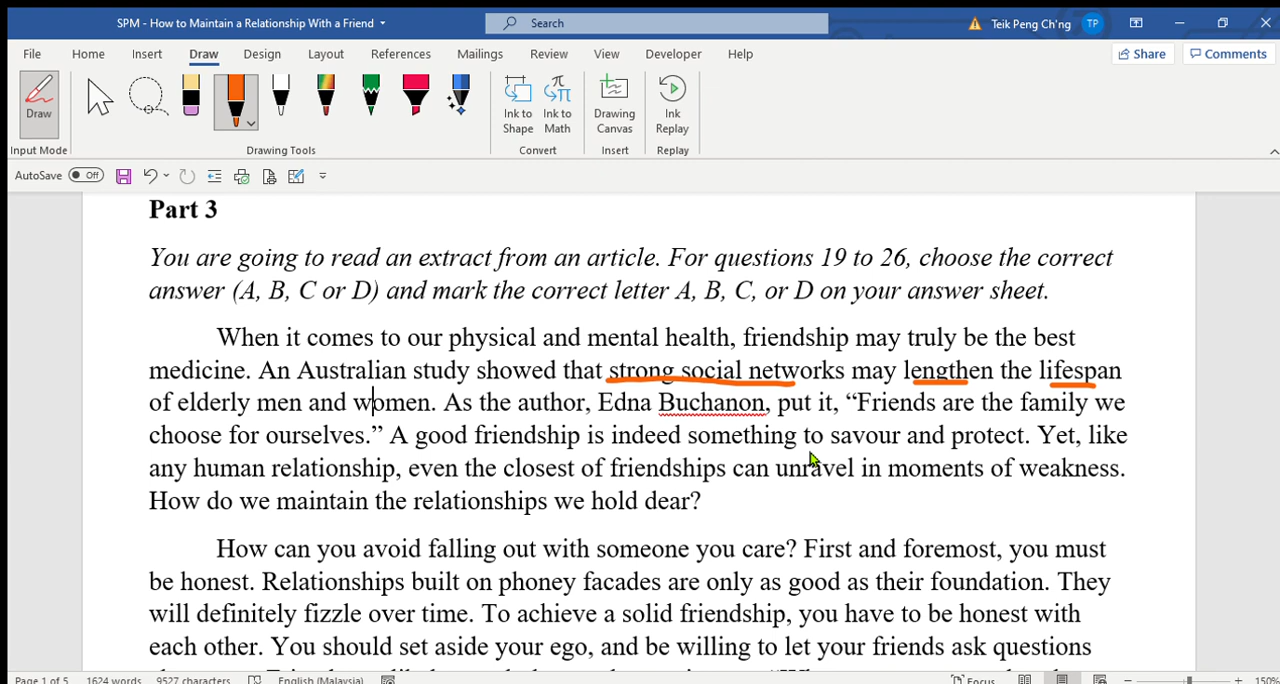 SPM - How to Maintain a Relationship With a Friend
Search
Teik Peng Ch'ng TP
File Home Insert Draw Design Layout References Mailings Review View Developer Help
Share Comments
Draw
Ink to Shape
Ink to Math
Drawing Canvas
Ink Replay
Input Mode Drawing Tools Convert Insert Replay
AutoSave Off
Part 3
You are going to read an extract from an article. For questions 19 to 26, choose the correct
answer (A, B, C or D) and mark the correct letter A, B, C, or D on your answer sheet.
When it comes to our physical and mental health, friendship may truly be the best
medicine. An Australian study showed that strong social networks may lengthen the lifespan
of elderly men and women. As the author, Edna Buchanon, put it, “Friends are the family we
choose for ourselves.” A good friendship is indeed something to savour and protect. Yet, like
any human relationship, even the closest of friendships can unravel in moments of weakness.
How do we maintain the relationships we hold dear?
How can you avoid falling out with someone you care? First and foremost, you must
be honest. Relationships built on phoney facades are only as good as their foundation. They
will definitely fizzle over time. To achieve a solid friendship, you have to be honest with
each other. You should set aside your ego, and be willing to let your friends ask questions
Page 1 of 5 1624 words 9527 characters English (Malaysia) Focus 150%